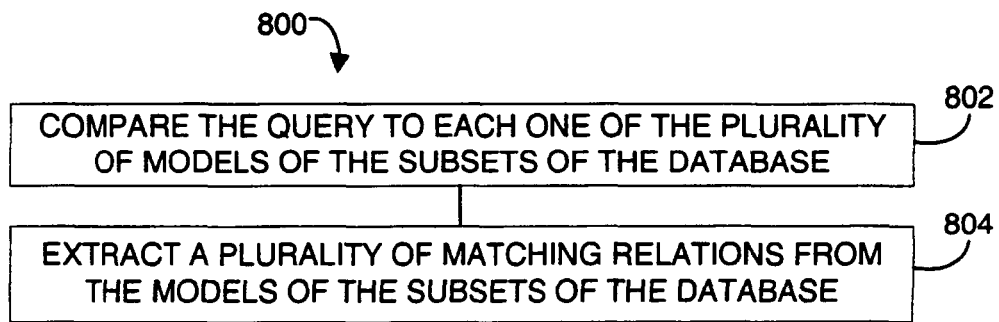 800
802
COMPARE THE QUERY TO EACH ONE OF THE PLURALITY
OF MODELS OF THE SUBSETS OF THE DATABASE
804
EXTRACT A PLURALITY OF MATCHING RELATIONS FROM
THE MODELS OF THE SUBSETS OF THE DATABASE